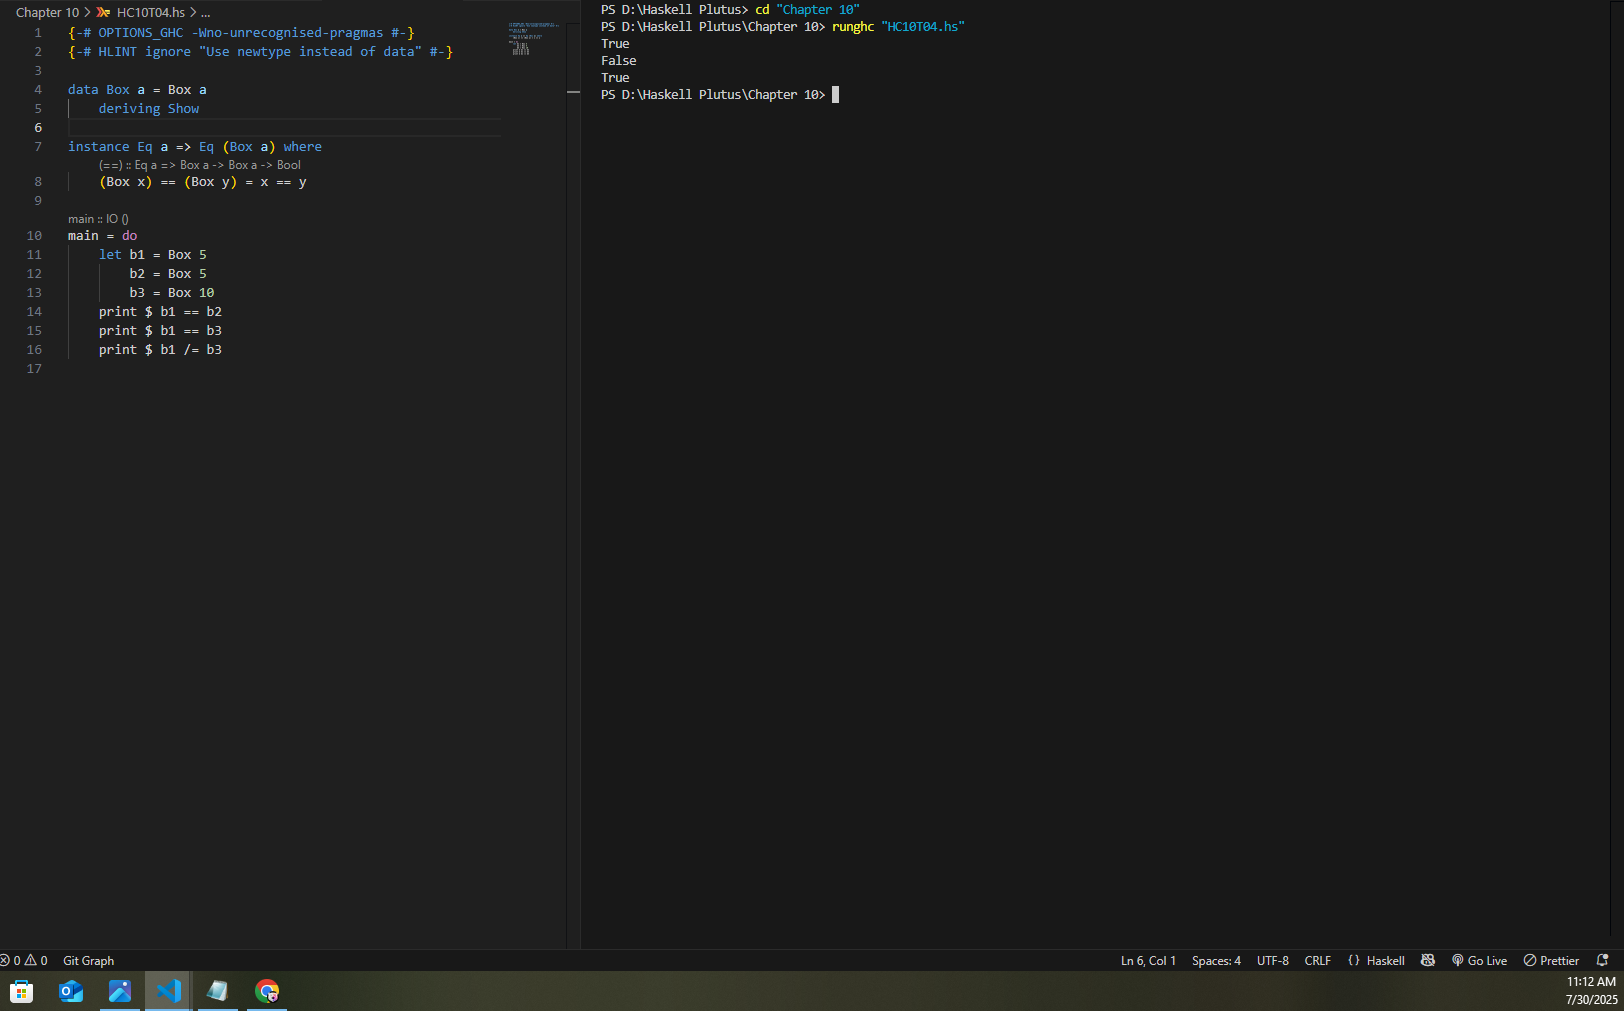 Chapter 10 > HC10T04.hs > ...
1 {-# OPTIONS_GHC -Wno-unrecognised-pragmas #-}
2 {-# HLINT ignore "Use newtype instead of data" #-}
3
4 data Box a = Box a
5     deriving Show
6
7 instance Eq a => Eq (Box a) where
(==) :: Eq a => Box a -> Box a -> Bool
8     (Box x) == (Box y) = x == y
9
main :: IO ()
10 main = do
11     let b1 = Box 5
12         b2 = Box 5
13         b3 = Box 10
14     print $ b1 == b2
15     print $ b1 == b3
16     print $ b1 /= b3
17
PS D:\Haskell Plutus> cd "Chapter 10"
PS D:\Haskell Plutus\Chapter 10> runghc "HC10T04.hs"
True
False
True
PS D:\Haskell Plutus\Chapter 10>
0 0 Git Graph
Ln 6, Col 1 Spaces: 4 UTF-8 CRLF {} Haskell Go Live Prettier
11:12 AM
7/30/2025